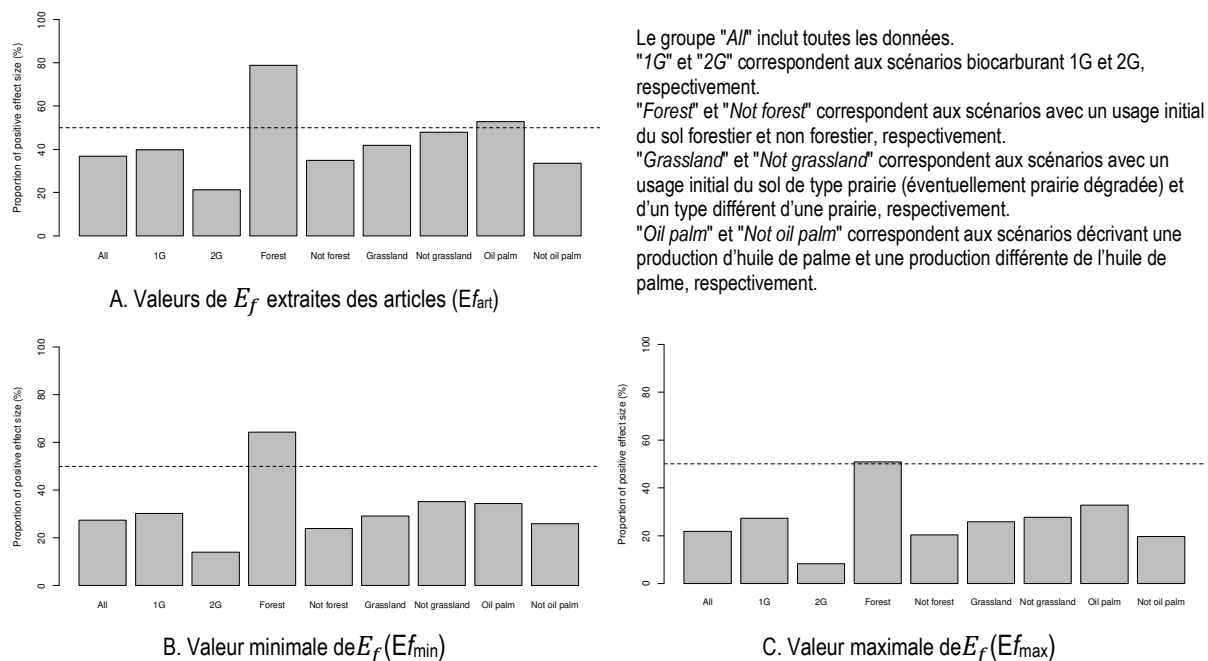 Proportion of positive effect size (%)
100
80
60
40
20
0
All 1G 2G Forest Not forest Grassland Not grassland Oil palm Not oil palm
A. Valeurs de E_f extraites des articles (Ef_art)
Le groupe "All" inclut toutes les données.
"1G" et "2G" correspondent aux scénarios biocarburant 1G et 2G,
respectivement.
"Forest" et "Not forest" correspondent aux scénarios avec un usage initial
du sol forestier et non forestier, respectivement.
"Grassland" et "Not grassland" correspondent aux scénarios avec un
usage initial du sol de type prairie (éventuellement prairie dégradée) et
d'un type différent d'une prairie, respectivement.
"Oil palm" et "Not oil palm" correspondent aux scénarios décrivant une
production d'huile de palme et une production différente de l'huile de
palme, respectivement.
Proportion of positive effect size (%)
100
80
60
40
20
0
All 1G 2G Forest Not forest Grassland Not grassland Oil palm Not oil palm
B. Valeur minimale de E_f (Ef_min)
Proportion of positive effect size (%)
100
80
60
40
20
0
All 1G 2G Forest Not forest Grassland Not grassland Oil palm Not oil palm
C. Valeur maximale de E_f (Ef_max)